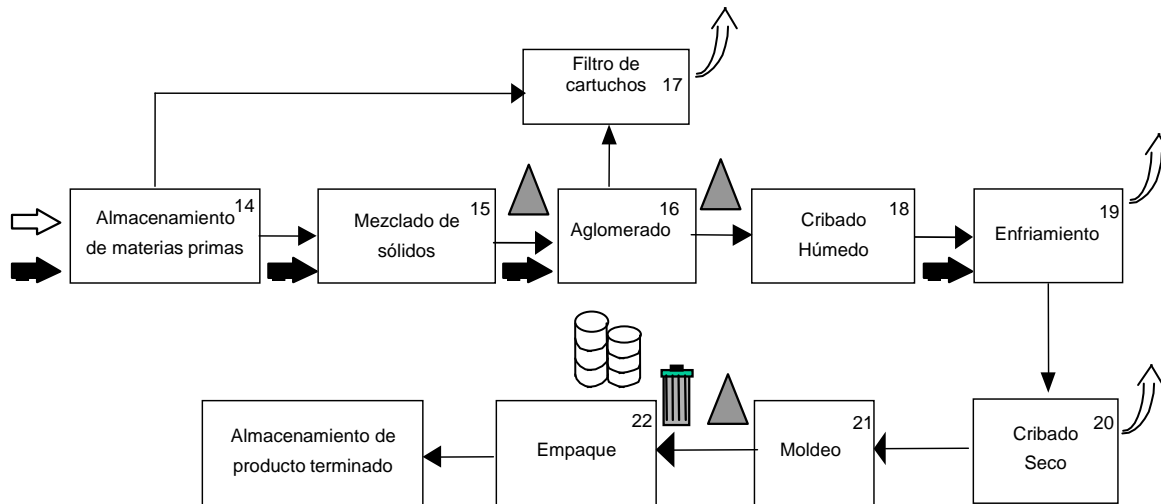 Filtro de
cartuchos
17
Almacenamiento
de materias primas
14
Mezclado de
sólidos
15
Aglomerado
16
Cribado
Húmedo
18
Enfriamiento
19
Almacenamiento de
producto terminado
Empaque
22
Moldeo
21
Cribado
Seco
20